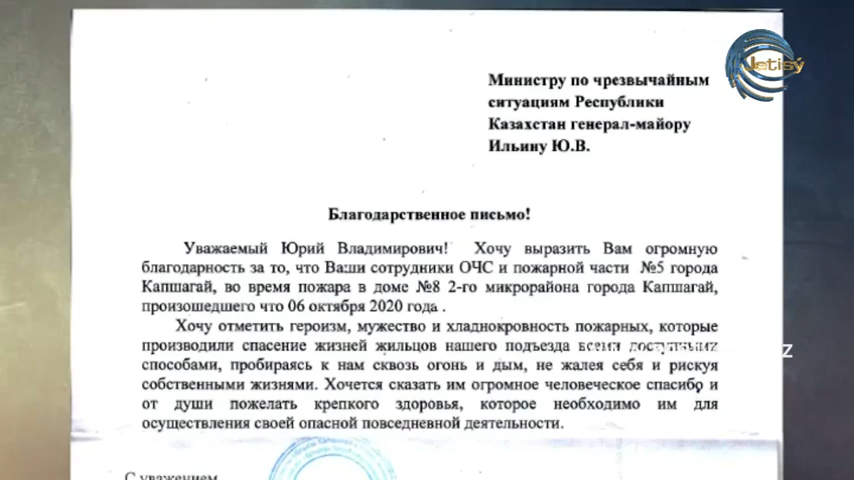 Jetisý
Министру по чрезвычайным
ситуациям Республики
Казахстан генерал-майору
Ильину Ю.В.
Благодарственное письмо!
Уважаемый Юрий Владимирович! Хочу выразить Вам огромную
благодарность за то, что Ваши сотрудники ОЧС и пожарной части №5 города
Капшагай, во время пожара в доме №8 2-го микрорайона города Капшагай,
произошедшего что 06 октября 2020 года .
Хочу отметить героизм, мужество и хладнокровность пожарных, которые
производили спасение жизней жильцов нашего подъезда всеми доступными
способами, пробираясь к нам сквозь огонь и дым, не жалея себя и рискуя
собственными жизнями. Хочется сказать им огромное человеческое спасибо и
от души пожелать крепкого здоровья, которое необходимо им для
осуществления своей опасной повседневной деятельности.
С уважением